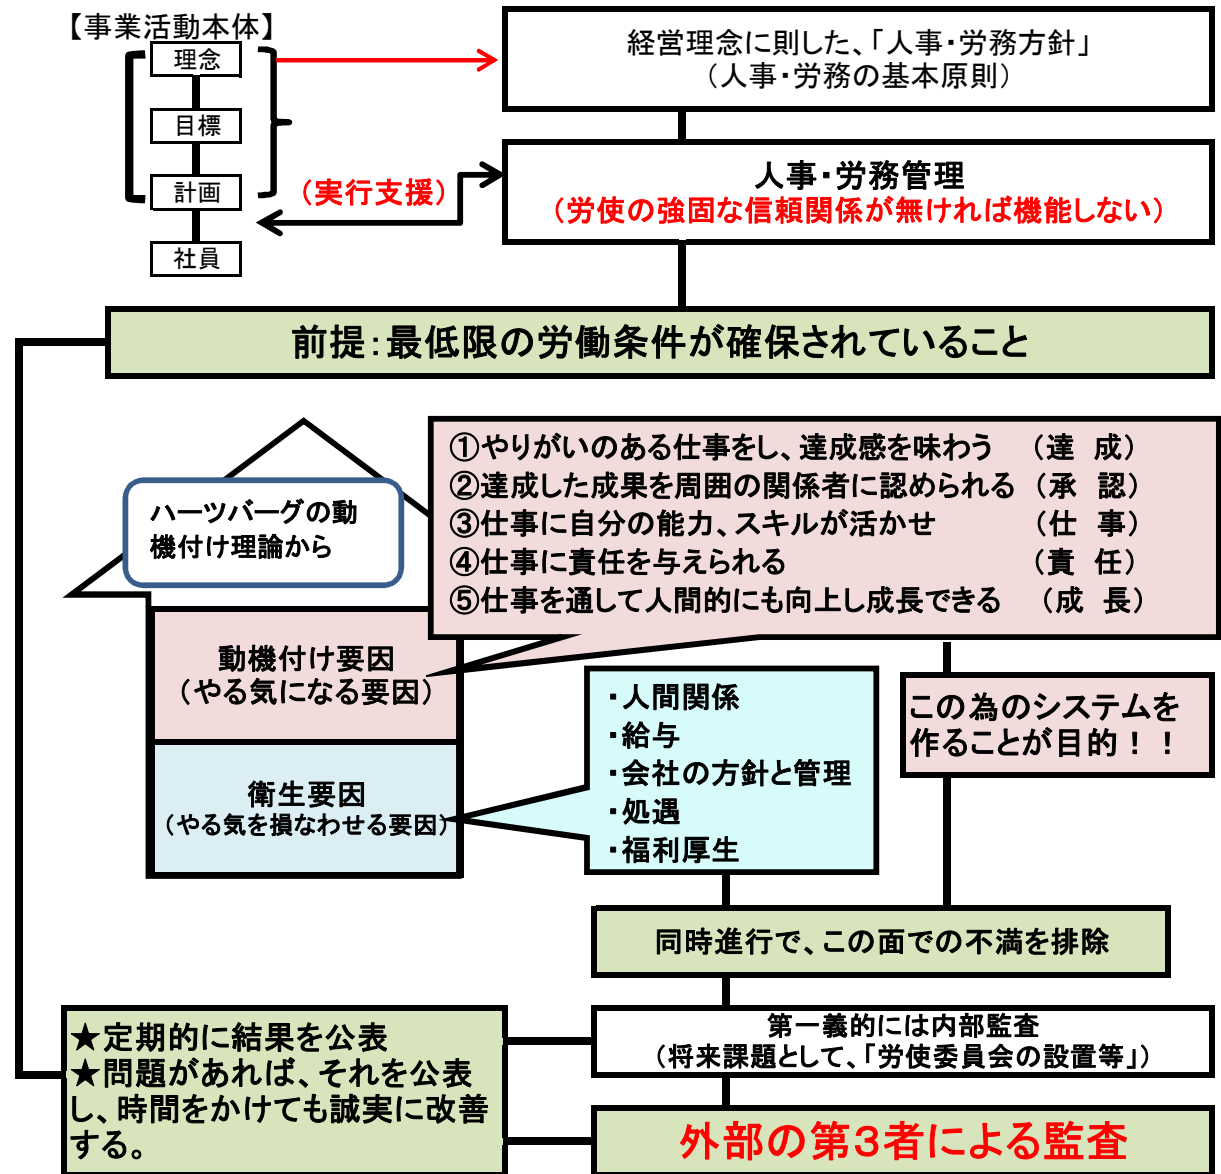 【事業活動本体】
理念
目標
計画
社員
経営理念に則した、「人事・労務方針」
（人事・労務の基本原則）
（実行支援）
人事・労務管理
（労使の強固な信頼関係が無ければ機能しない）
前提：最低限の労働条件が確保されていること
ハーツバーグの動
機付け理論から
①やりがいのある仕事をし、達成感を味わう　（達　成）
②達成した成果を周囲の関係者に認められる（承　認）
③仕事に自分の能力、スキルが活かせ　（仕　事）
④仕事に責任を与えられる　（責　任）
⑤仕事を通して人間的にも向上し成長できる　（成　長）
動機付け要因
（やる気になる要因）
衛生要因
（やる気を損なわせる要因）
・人間関係
・給与
・会社の方針と管理
・処遇
・福利厚生
この為のシステムを
作ることが目的！！
同時進行で、この面での不満を排除
★定期的に結果を公表
★問題があれば、それを公表
し、時間をかけても誠実に改善
する。
第一義的には内部監査
（将来課題として、「労使委員会の設置等」）
外部の第３者による監査